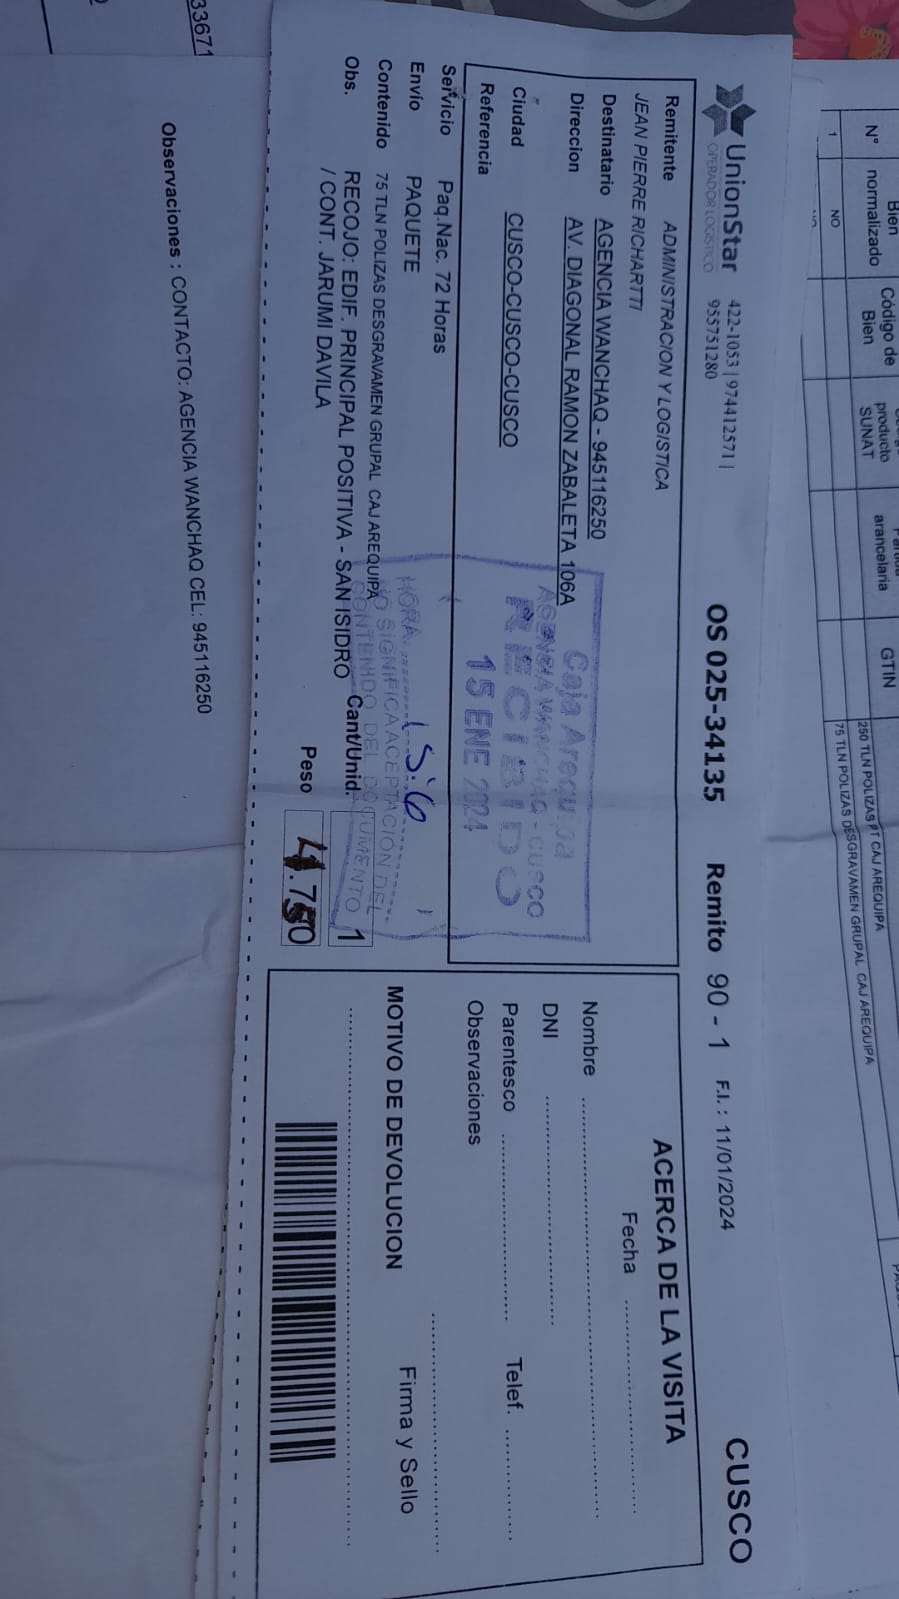 UnionStar
OPERADOR LOGISTICO
422-1053 | 974412571 |
955751280
OS 025-34135 Remito 90 - 1 F.I. : 11/01/2024 CUSCO
Remitente ADMINISTRACION Y LOGISTICA
JEAN PIERRE RICHARTTI
Destinatario AGENCIA WANCHAQ - 945116250
Direccion AV. DIAGONAL RAMON ZABALETA 106A
Ciudad CUSCO-CUSCO-CUSCO
Referencia
Servicio Paq.Nac. 72 Horas
Envío PAQUETE
Contenido 75 TLN POLIZAS DESGRAVAMEN GRUPAL CAJ AREQUIPA
Obs. RECOJO: EDIF. PRINCIPAL POSITIVA - SAN ISIDRO
/ CONT. JARUMI DAVILA
Cant/Unid. 1
Peso 4.750
Caja Arequipa
AGENCIA WANCHAQ - CUSCO
RECIBIDO
15 ENE 2024
HORA:
NO SIGNIFICA ACEPTACIÓN DEL
CONTENIDO DEL DOCUMENTO
ACERCA DE LA VISITA
Fecha
Nombre
DNI
Parentesco Telef.
Observaciones
MOTIVO DE DEVOLUCION
Firma y Sello
Observaciones : CONTACTO: AGENCIA WANCHAQ CEL: 945116250
33671
N°
Bien
normalizado
Código de
Bien
producto
SUNAT
arancelaria
GTIN
1 NO
250 TLN POLIZAS PT CAJ AREQUIPA
75 TLN POLIZAS DESGRAVAMEN GRUPAL CAJ AREQUIPA